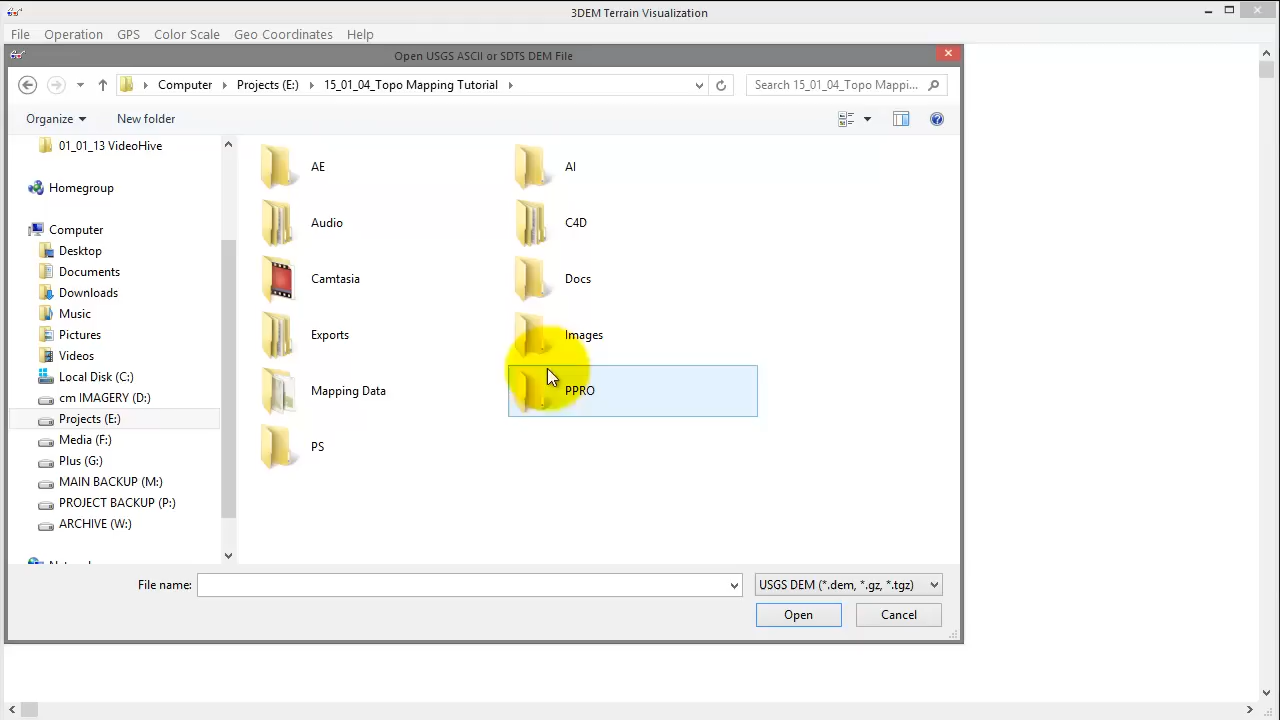 3DEM Terrain Visualization
File Operation GPS Color Scale Geo Coordinates Help
Open USGS ASCII or SDTS DEM File
Computer Projects (E:) 15_01_04_Topo Mapping Tutorial
Search 15_01_04_Topo Mappi...
Organize New folder
01_01_13 VideoHive
Homegroup
Computer
Desktop
Documents
Downloads
Music
Pictures
Videos
Local Disk (C:)
cm IMAGERY (D:)
Projects (E:)
Media (F:)
Plus (G:)
MAIN BACKUP (M:)
PROJECT BACKUP (P:)
ARCHIVE (W:)
AE
AI
Audio
C4D
Camtasia
Docs
Exports
Images
Mapping Data
PPRO
PS
File name:
USGS DEM (*.dem, *.gz, *.tgz)
Open
Cancel